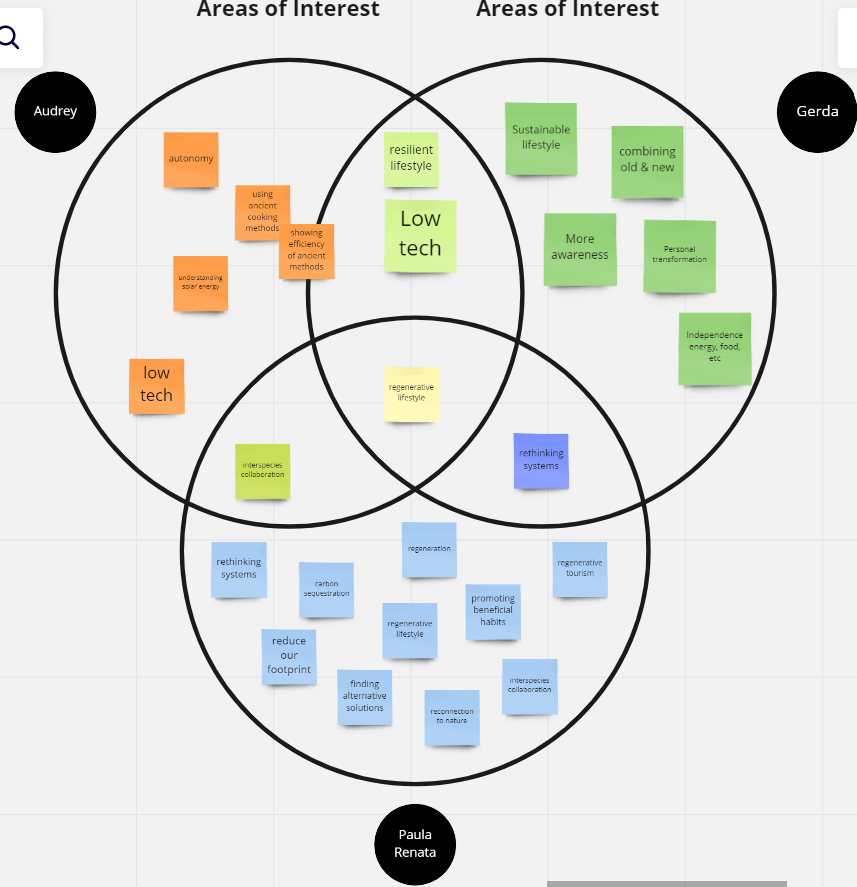 Areas of Interest
Areas of Interest
Audrey
Gerda
autonomy
using
ancient
cooking
methods
showing
efficiency
of ancient
methods
understanding
solar energy
low
tech
resilient
lifestyle
Low
tech
Sustainable
lifestyle
combining
old & new
More
awareness
Personal
transformation
Independence
energy, food,
etc
regenerative
lifestyle
interspecies
collaboration
rethinking
systems
rethinking
systems
carbon
sequestration
regeneration
regenerative
tourism
promoting
beneficial
habits
regenerative
lifestyle
reduce
our
footprint
finding
alternative
solutions
reconnection
to nature
interspecies
collaboration
Paula
Renata